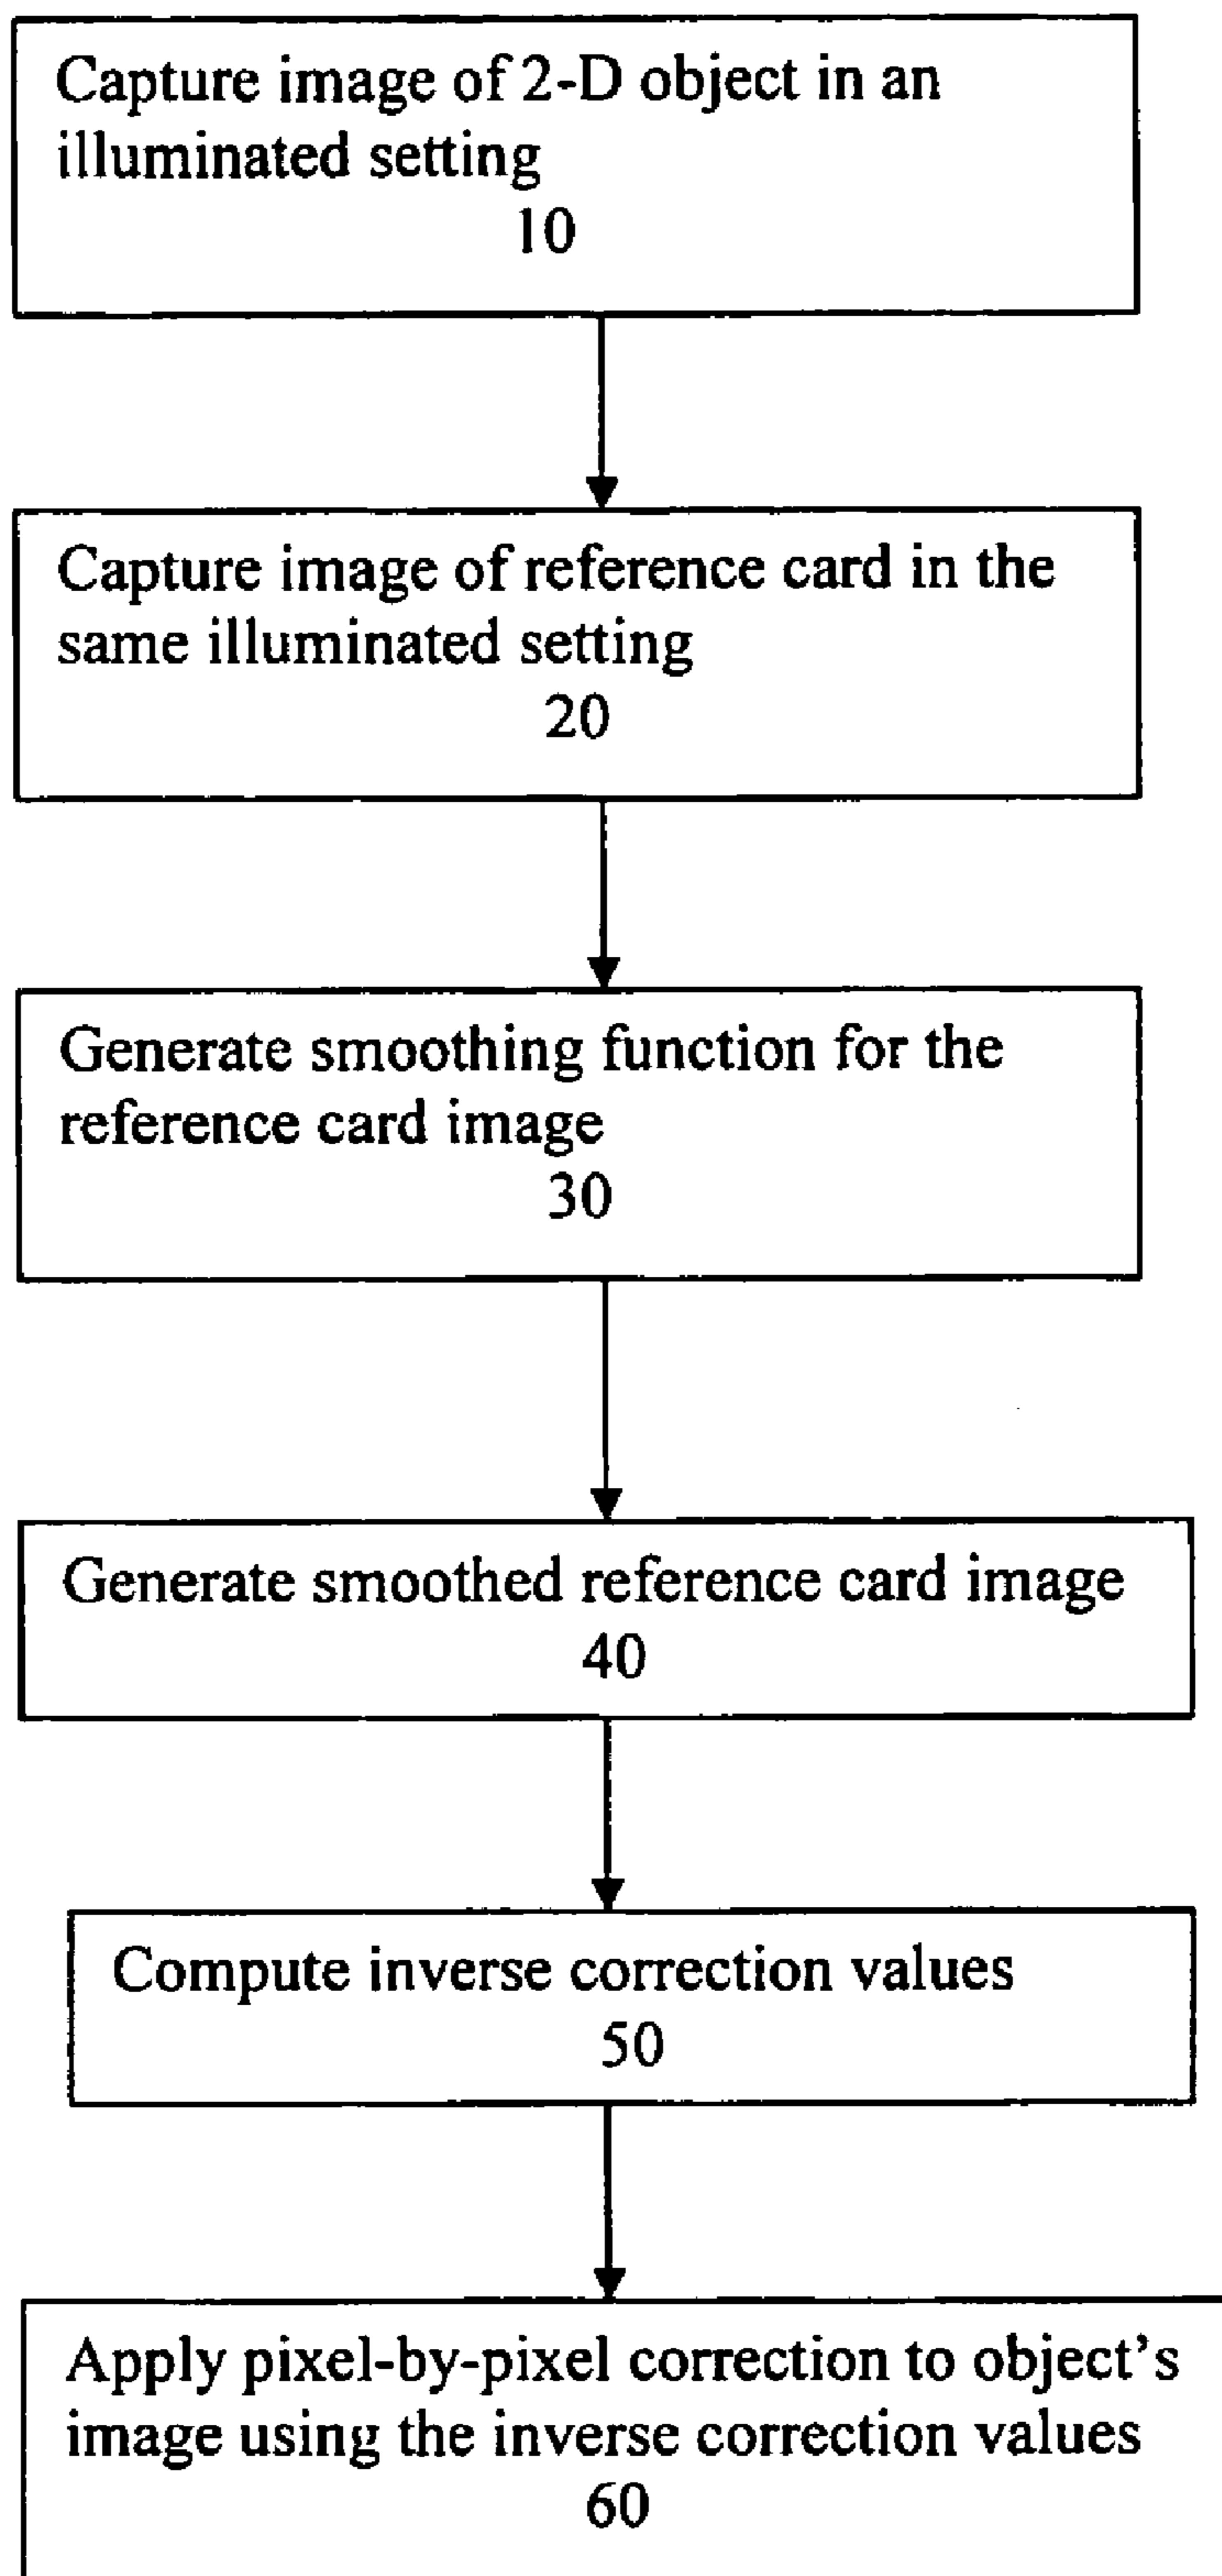 Capture image of 2-D object in an
illuminated setting
10
Capture image of reference card in the
same illuminated setting
20
Generate smoothing function for the
reference card image
30
Generate smoothed reference card image
40
Compute inverse correction values
50
Apply pixel-by-pixel correction to object's
image using the inverse correction values
60